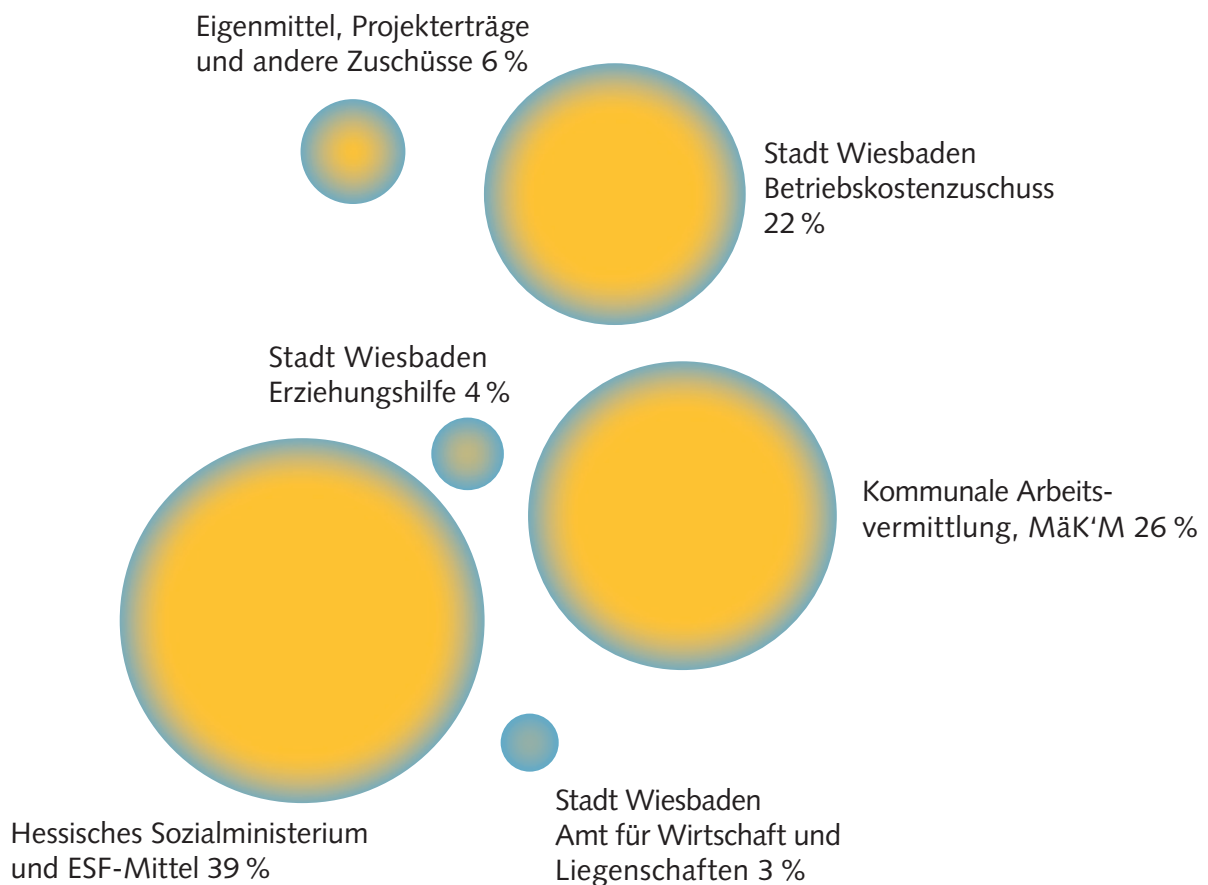 Eigenmittel, Projekterträge
und andere Zuschüsse 6 %
Stadt Wiesbaden
Betriebskostenzuschuss
22 %
Stadt Wiesbaden
Erziehungshilfe 4 %
Kommunale Arbeits-
vermittlung, MäK‘M 26 %
Hessisches Sozialministerium
und ESF-Mittel 39 %
Stadt Wiesbaden
Amt für Wirtschaft und
Liegenschaften 3 %